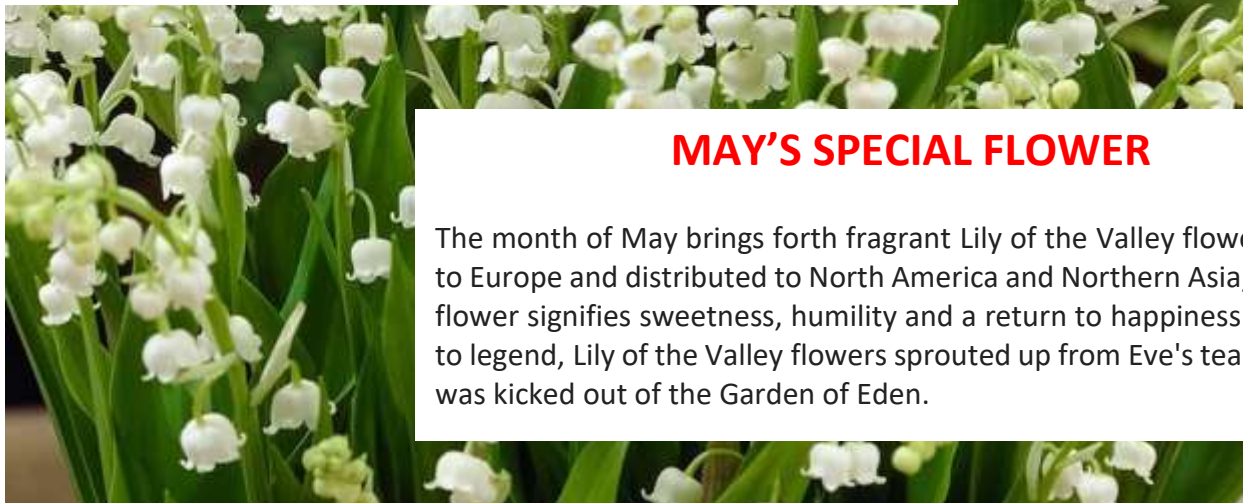 MAY’S SPECIAL FLOWER
The month of May brings forth fragrant Lily of the Valley
to Europe and distributed to North America and Northern Asia,
flower signifies sweetness, humility and a return to happiness
to legend, Lily of the Valley flowers sprouted up from Eve's
was kicked out of the Garden of Eden.